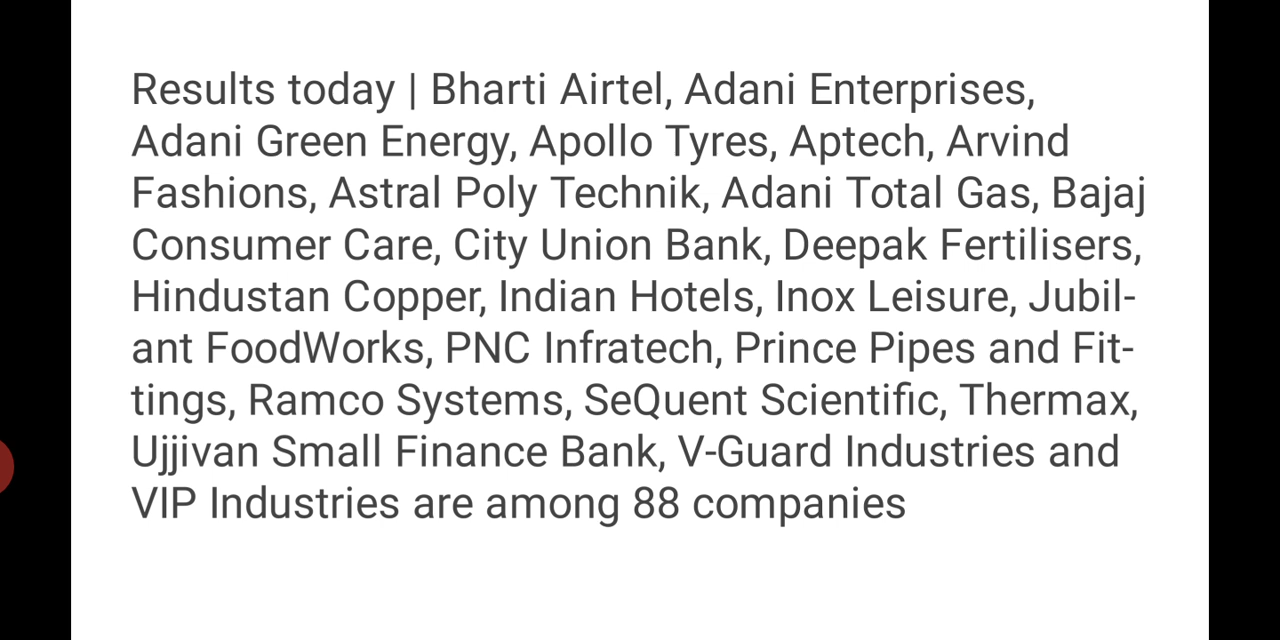 Results today | Bharti Airtel, Adani Enterprises,
Adani Green Energy, Apollo Tyres, Aptech, Arvind
Fashions, Astral Poly Technik, Adani Total Gas, Bajaj
Consumer Care, City Union Bank, Deepak Fertilisers,
Hindustan Copper, Indian Hotels, Inox Leisure, Jubil-
ant FoodWorks, PNC Infratech, Prince Pipes and Fit-
tings, Ramco Systems, SeQuent Scientific, Thermax,
Ujjivan Small Finance Bank, V-Guard Industries and
VIP Industries are among 88 companies